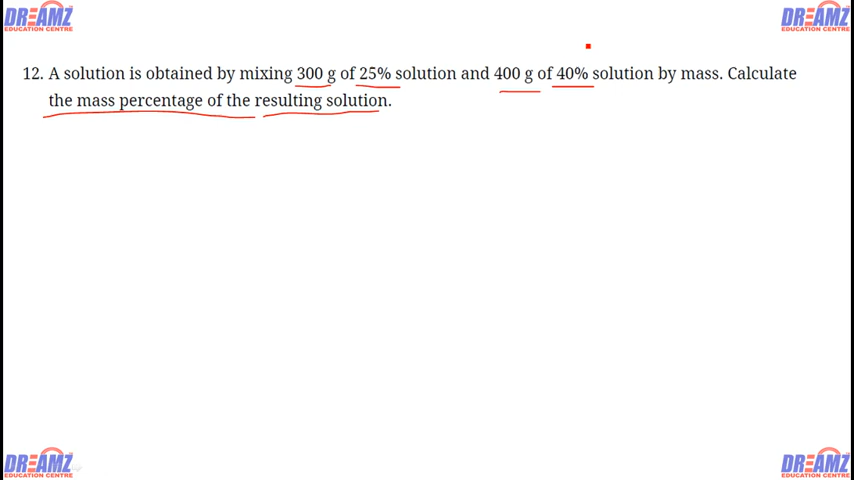 DREAMZ
EDUCATION CENTRE
DREAMZ
EDUCATION CENTRE
12. A solution is obtained by mixing 300 g of 25% solution and 400 g of 40% solution by mass. Calculate
the mass percentage of the resulting solution.
DREAMZ
EDUCATION CENTRE
DREAMZ
EDUCATION CENTRE